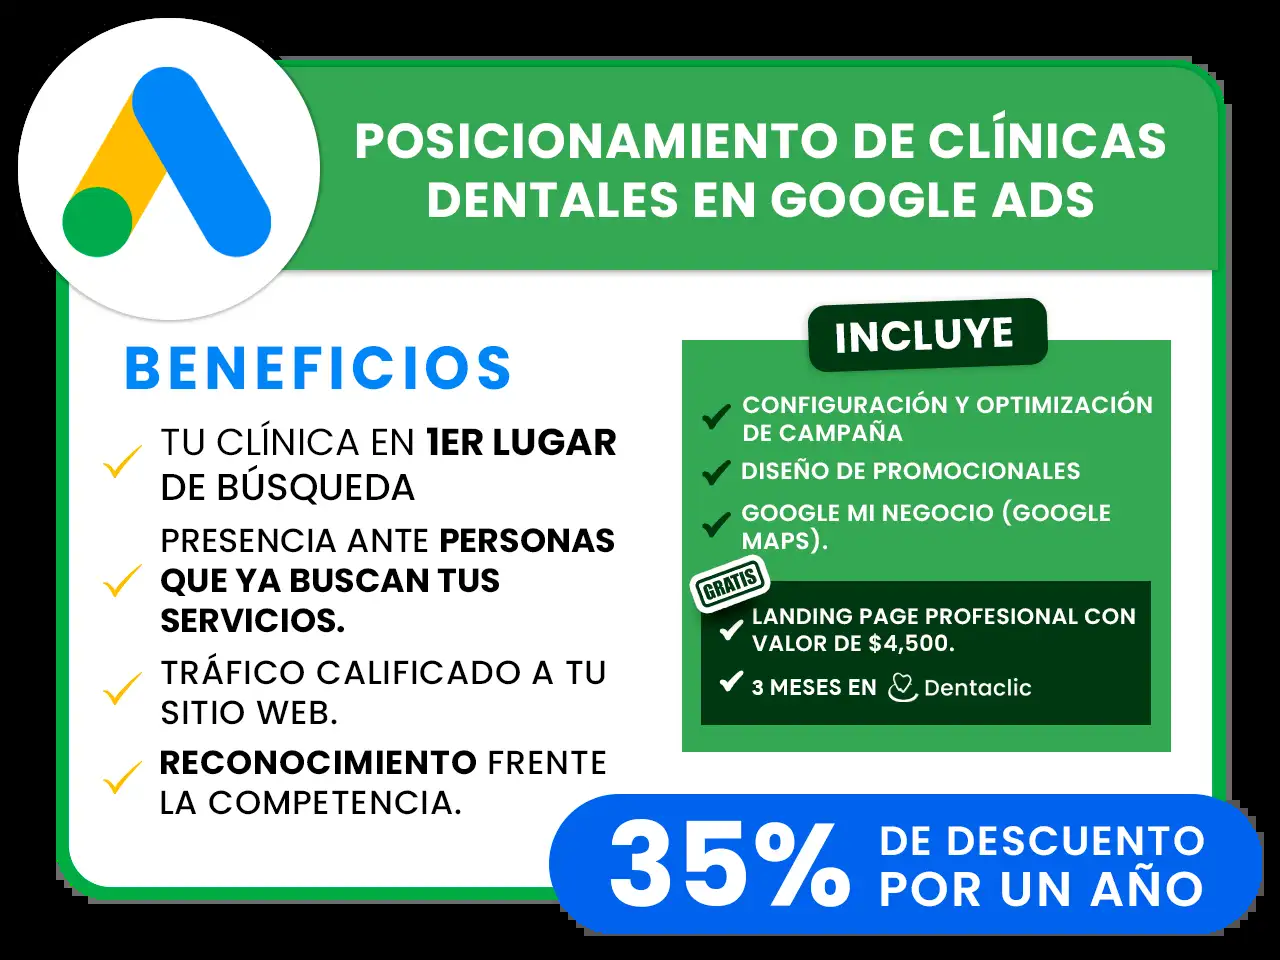 POSICIONAMIENTO DE CLÍNICAS
DENTALES EN GOOGLE ADS
BENEFICIOS
TU CLÍNICA EN 1ER LUGAR
DE BÚSQUEDA
PRESENCIA ANTE PERSONAS
QUE YA BUSCAN TUS
SERVICIOS.
TRÁFICO CALIFICADO A TU
SITIO WEB.
RECONOCIMIENTO FRENTE
LA COMPETENCIA.
INCLUYE
CONFIGURACIÓN Y OPTIMIZACIÓN
DE CAMPAÑA
DISEÑO DE PROMOCIONALES
GOOGLE MI NEGOCIO (GOOGLE
MAPS).
GRATIS
LANDING PAGE PROFESIONAL CON
VALOR DE $4,500.
3 MESES EN Dentaclic
35% DE DESCUENTO
POR UN AÑO